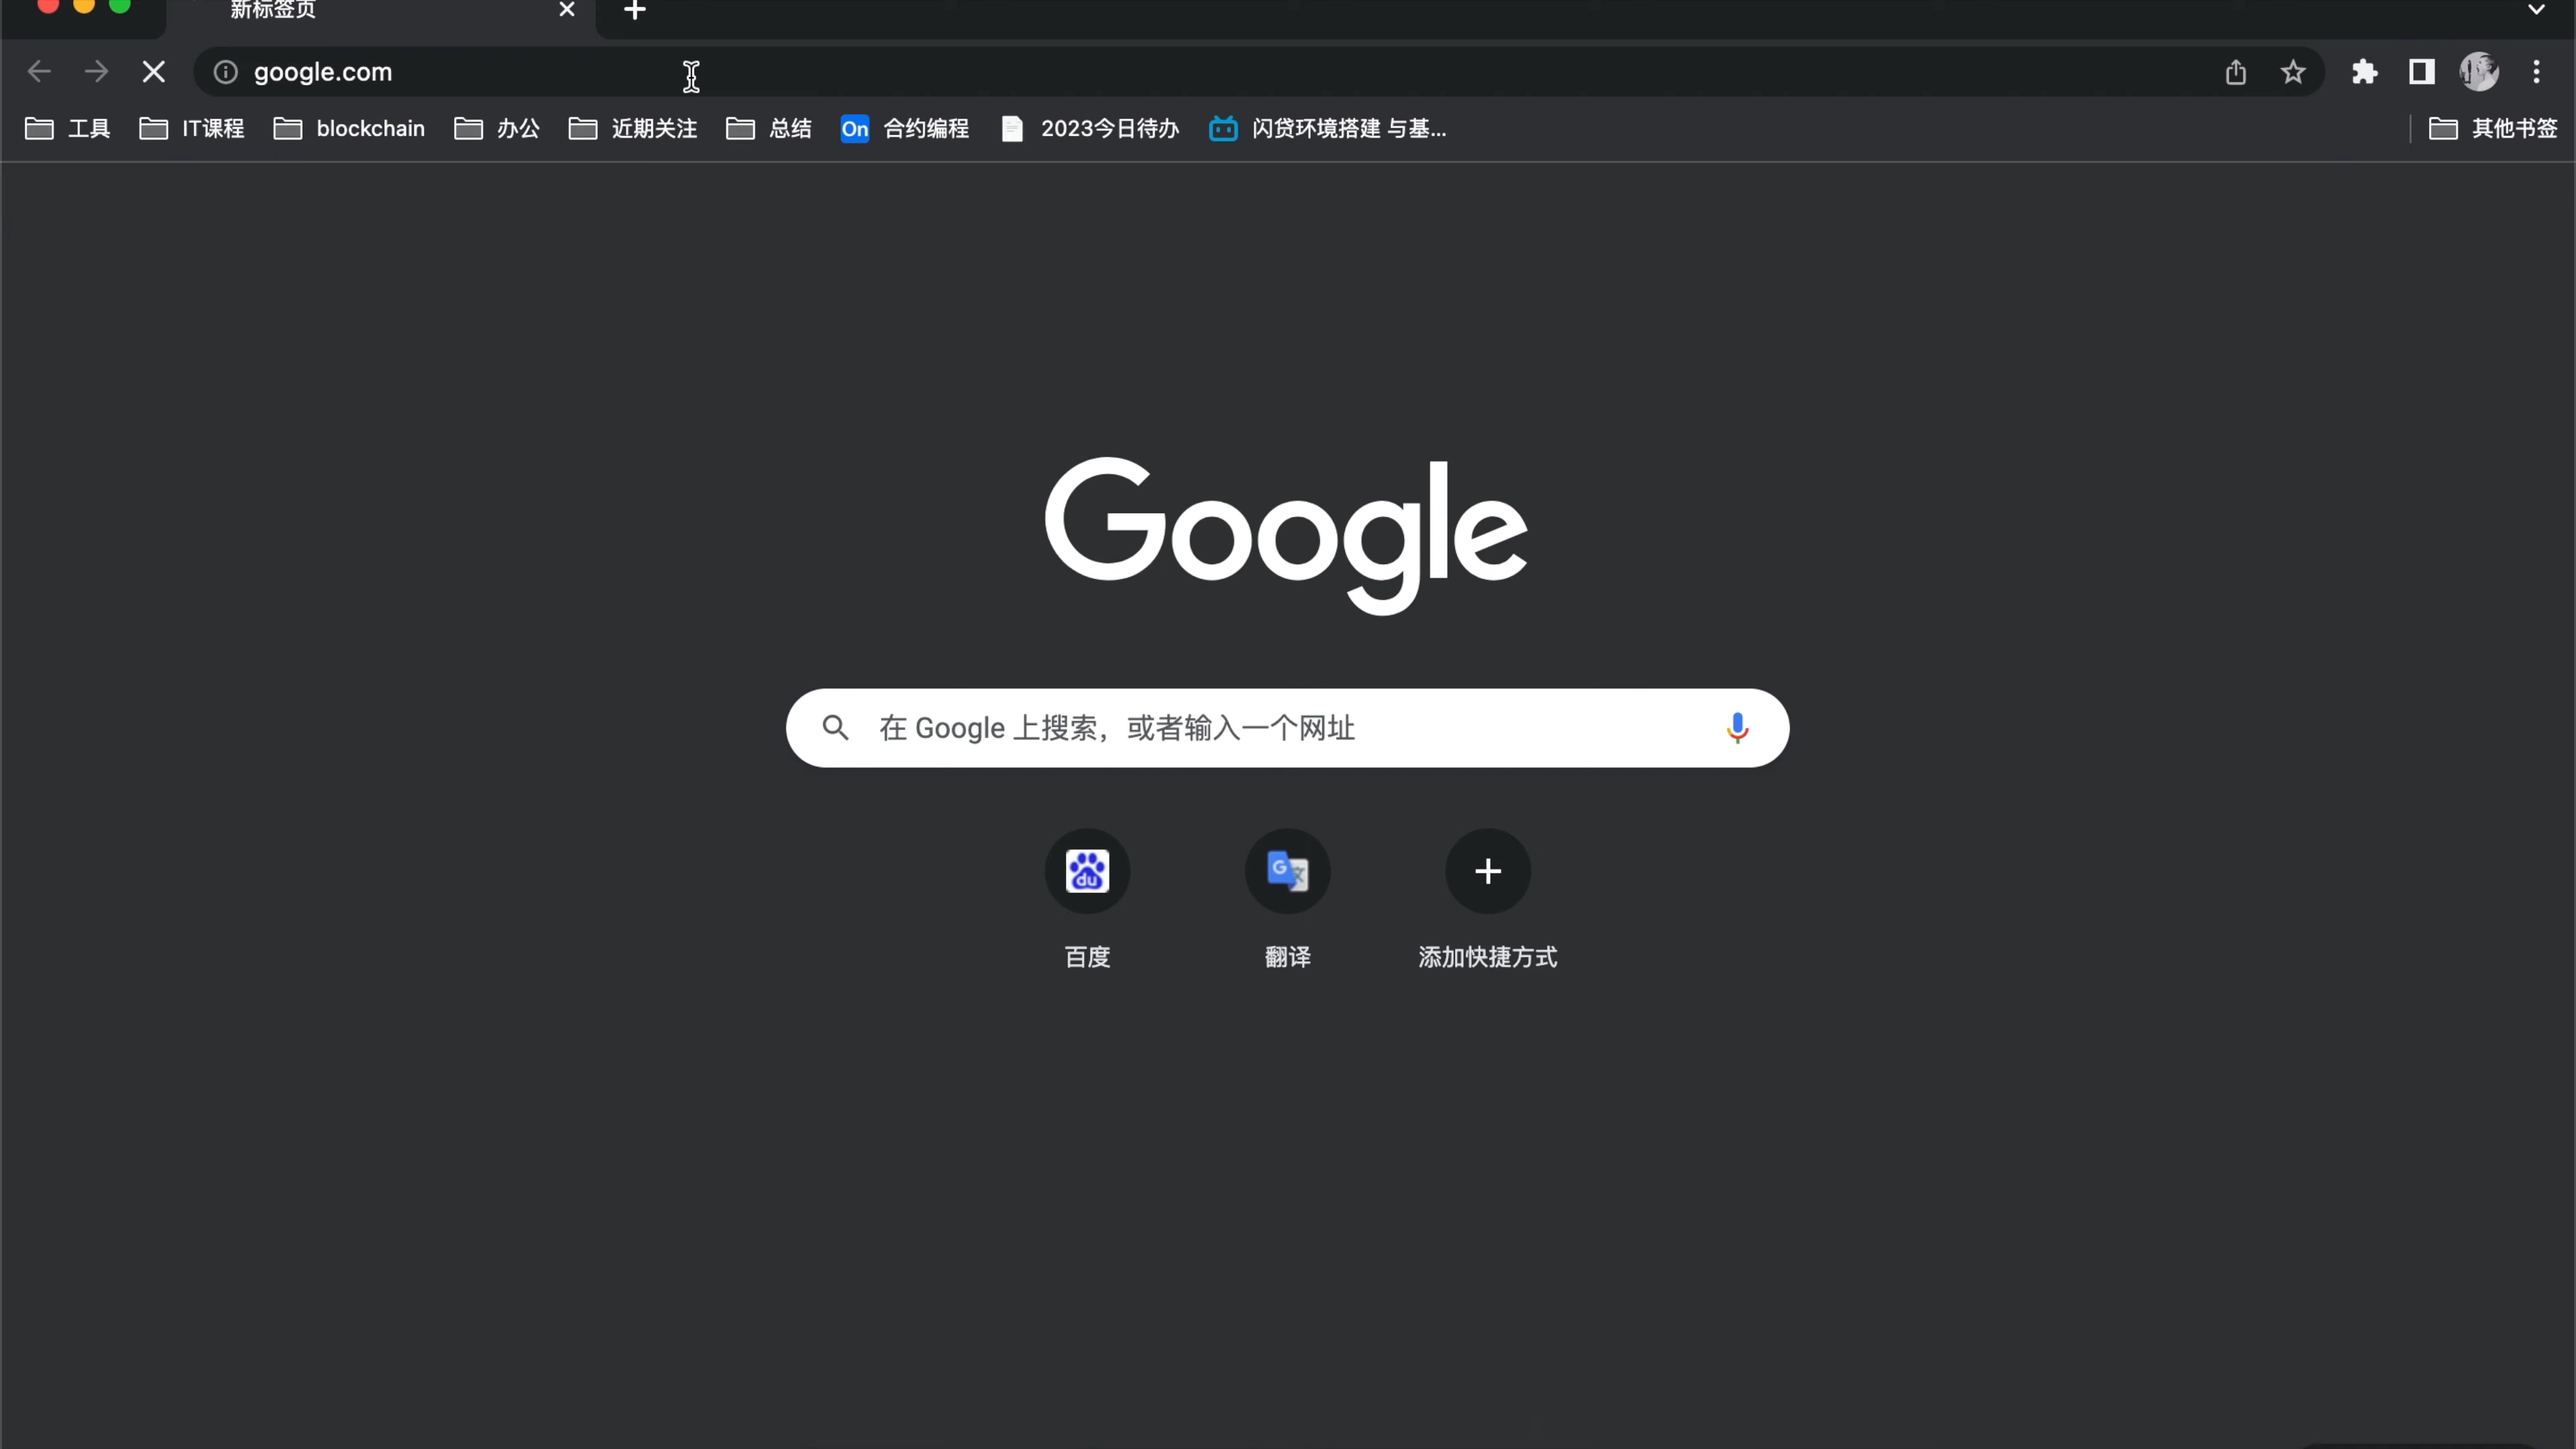 新标签页
google.com
工具 IT课程 blockchain 办公 近期关注 总结 On 合约编程 2023今日待办 闪贷环境搭建 与基... 其他书签
Google
在 Google 上搜索，或者输入一个网址
du G 文
百度 翻译 添加快捷方式